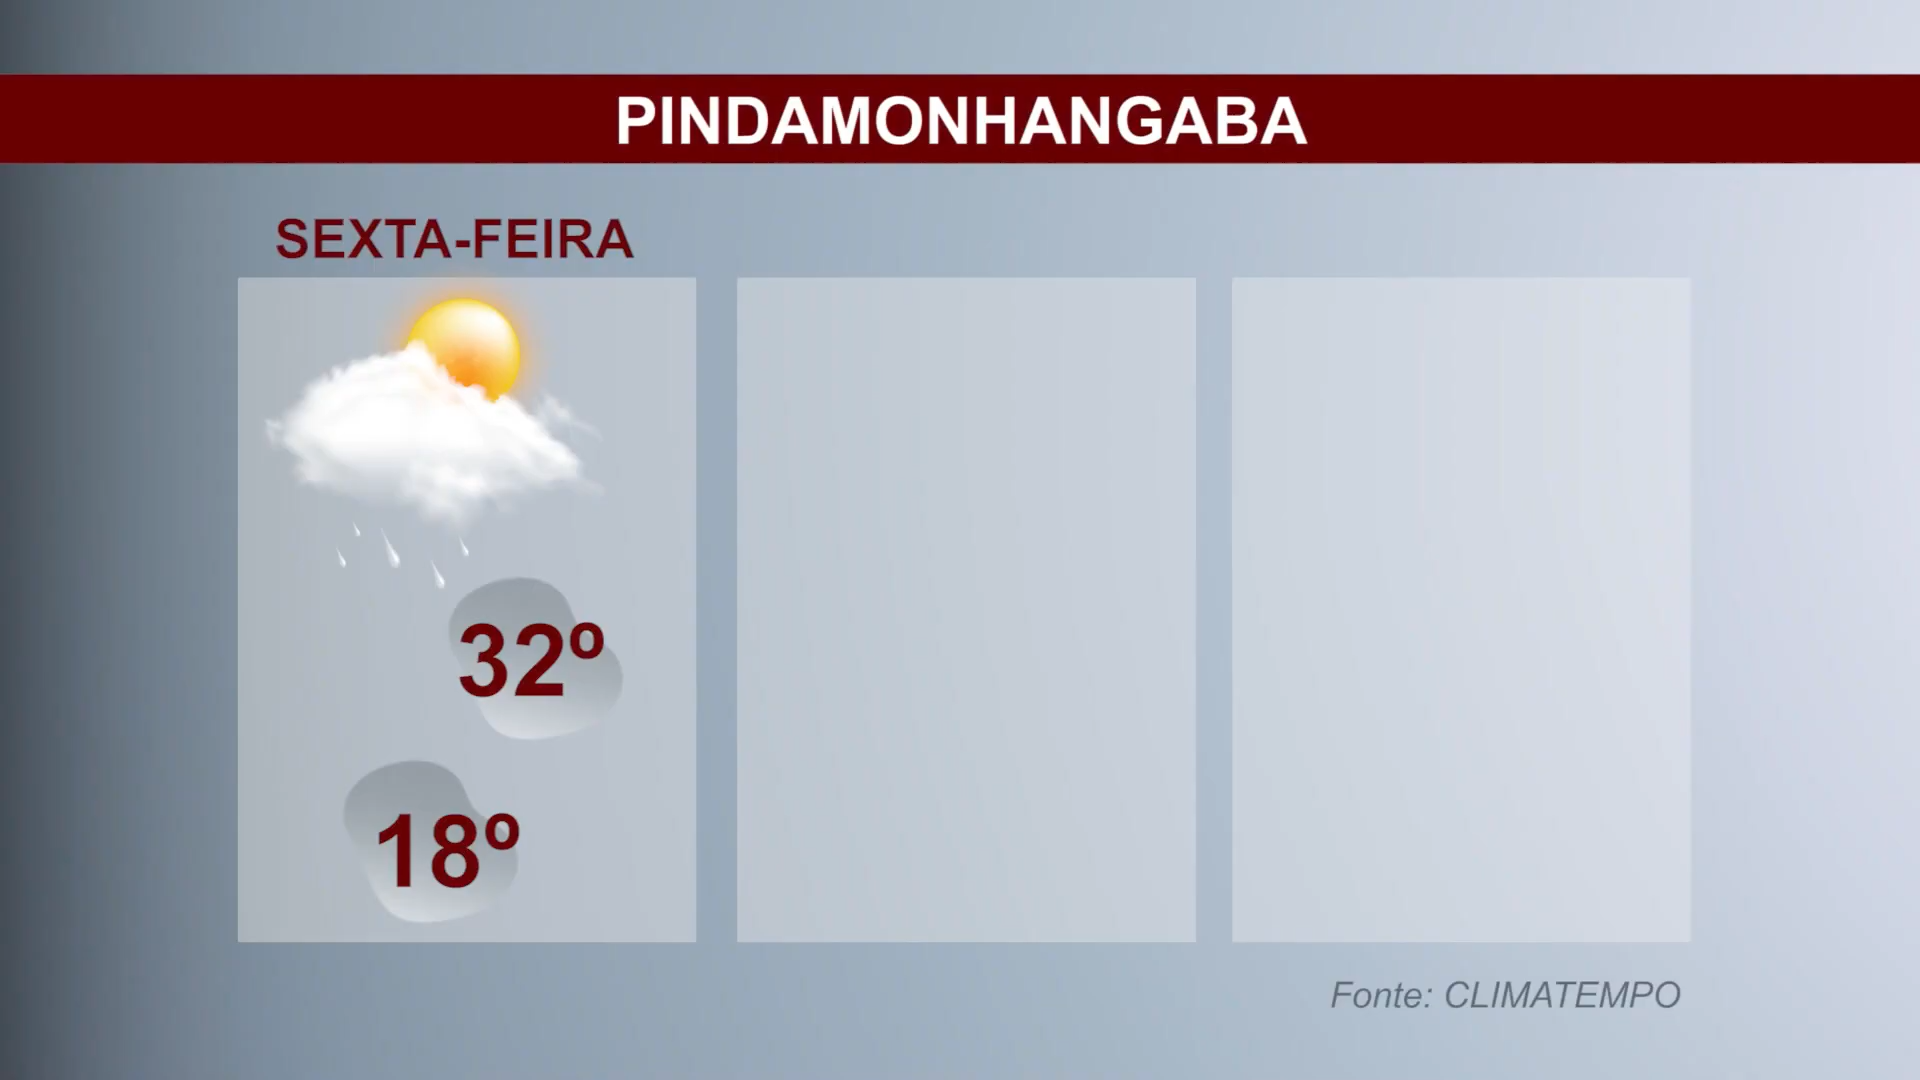 PINDAMONHANGABA
SEXTA-FEIRA
32º
18º
Fonte: CLIMATEMPO